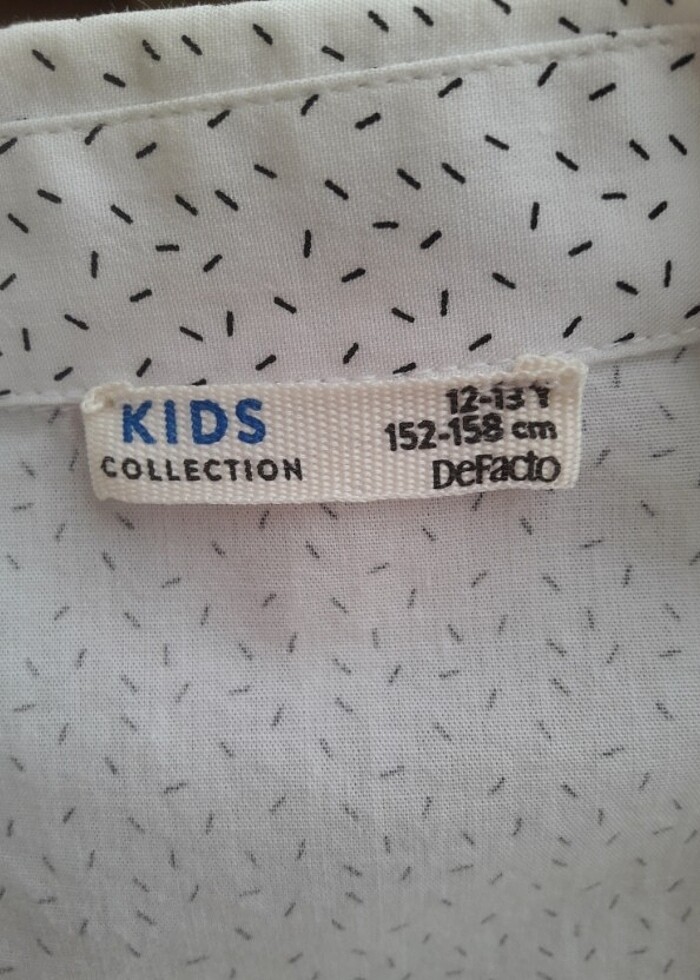 KIDS
COLLECTION
12-13 Y
152-158 cm
DeFacto